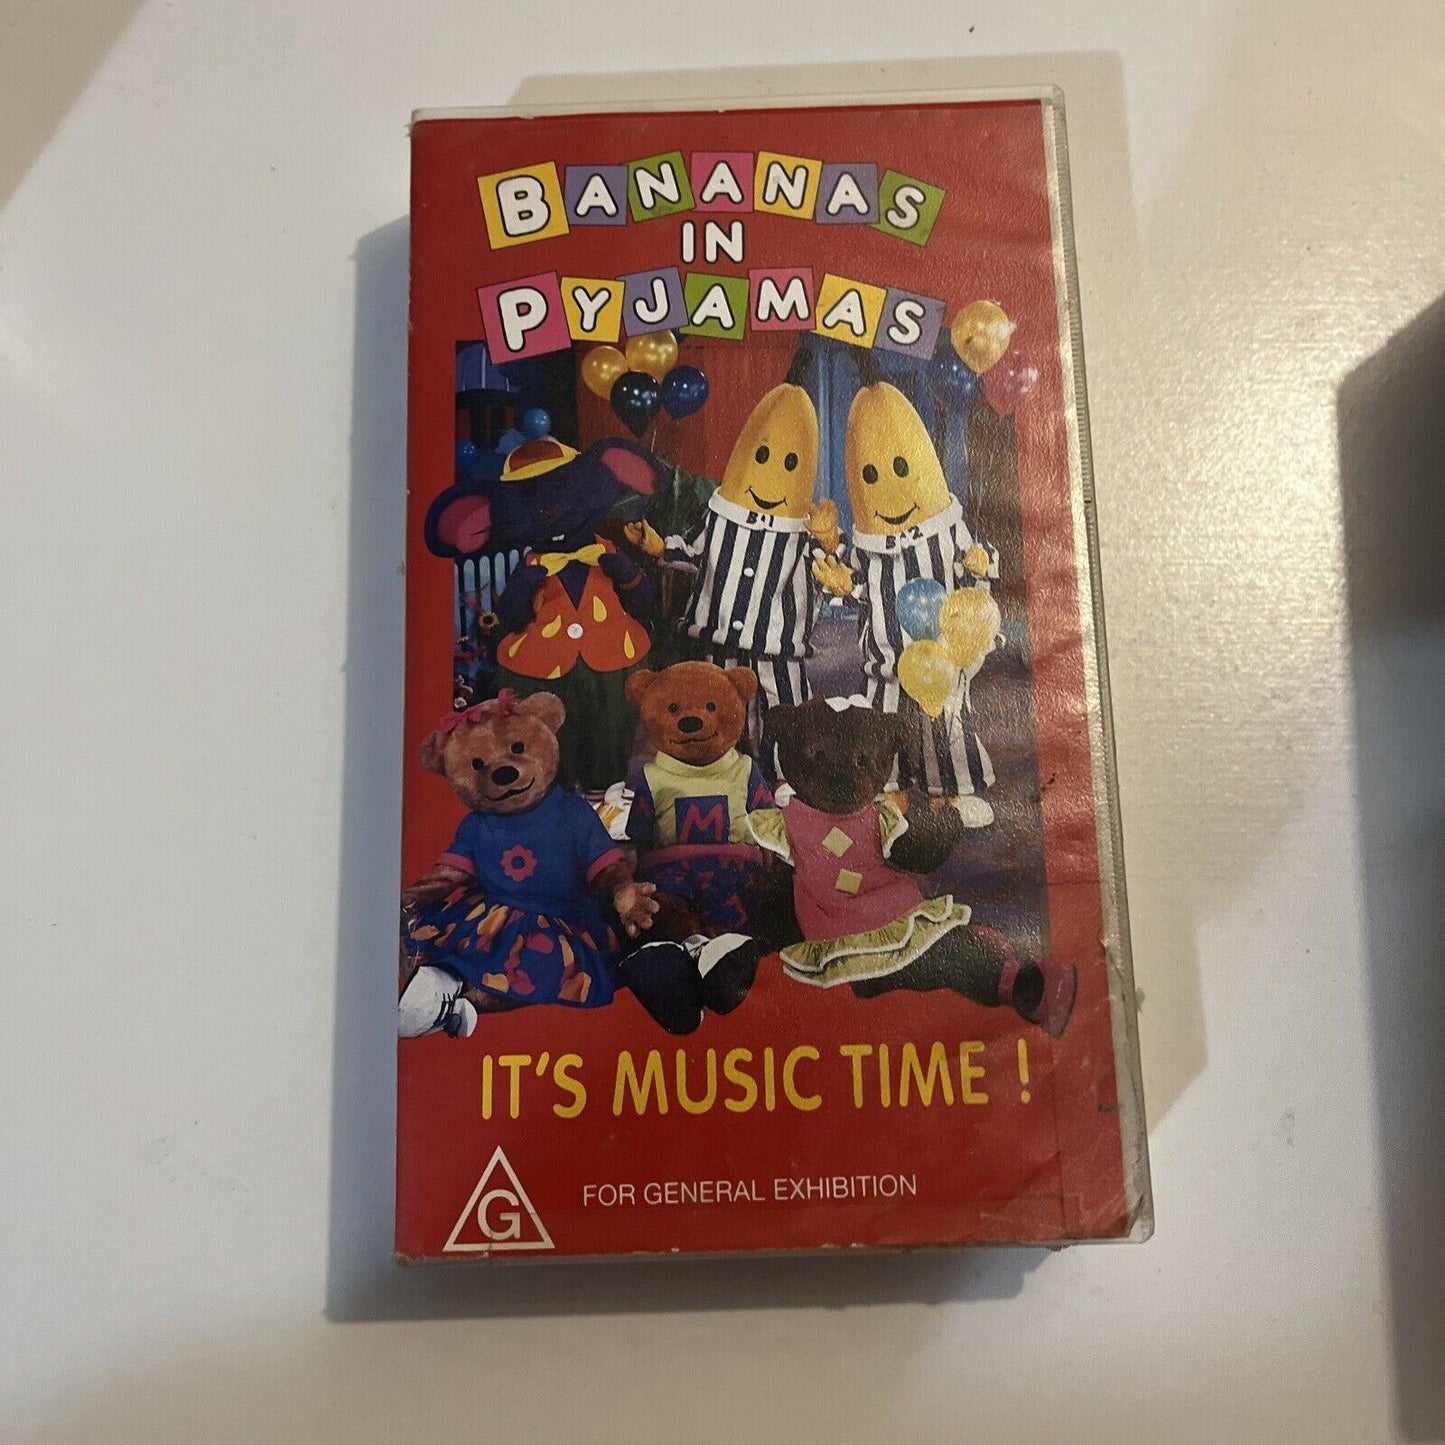 BANANAS
IN
PYJAMAS
B1
B2
M
IT'S MUSIC TIME !
G
FOR GENERAL EXHIBITION